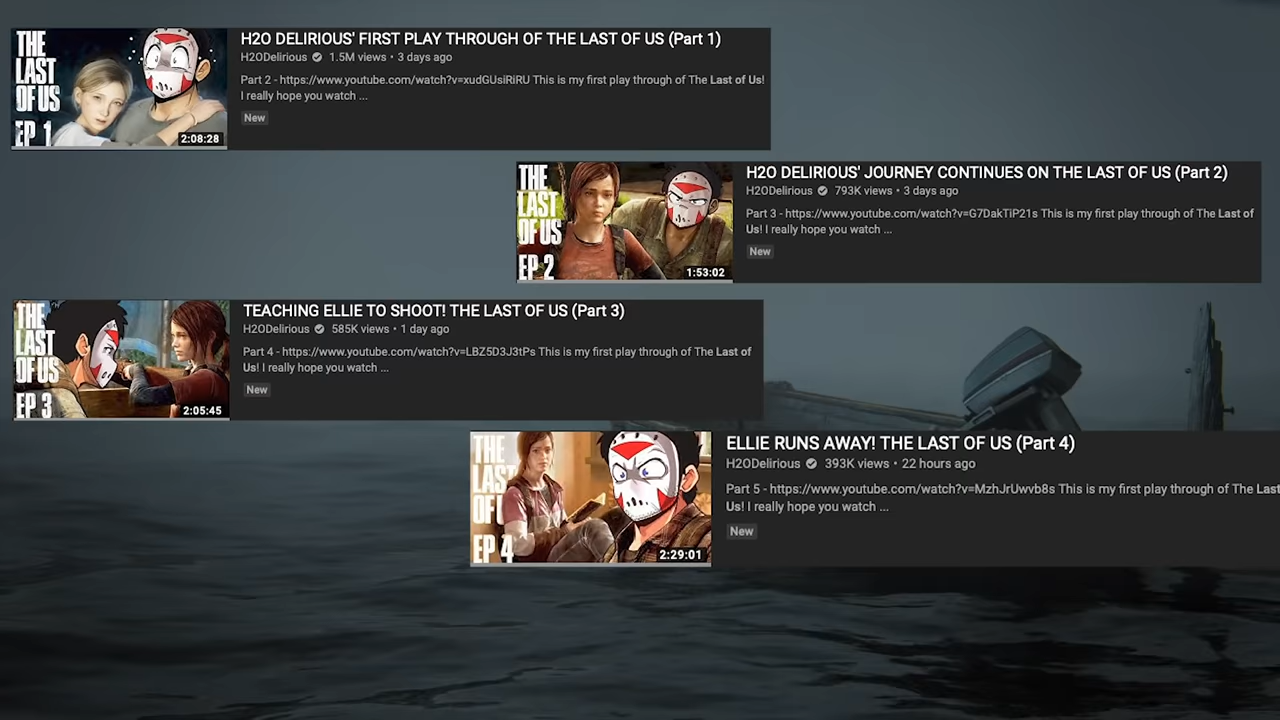 THE
LAST
OF US
EP 1
2:08:28
H2O DELIRIOUS' FIRST PLAY THROUGH OF THE LAST OF US (Part 1)
H2ODelirious 1.5M views • 3 days ago
Part 2 - https://www.youtube.com/watch?v=xudGUsiRiRU This is my first play through of The Last of Us!
I really hope you watch ...
New
THE
LAST
OF US
EP 2
1:53:02
H2O DELIRIOUS' JOURNEY CONTINUES ON THE LAST OF US (Part 2)
H2ODelirious 793K views • 3 days ago
Part 3 - https://www.youtube.com/watch?v=G7DakTiP21s This is my first play through of The Last of
Us! I really hope you watch ...
New
THE
LAST
OF US
EP 3
2:05:45
TEACHING ELLIE TO SHOOT! THE LAST OF US (Part 3)
H2ODelirious 585K views • 1 day ago
Part 4 - https://www.youtube.com/watch?v=LBZ5D3J3tPs This is my first play through of The Last of
Us! I really hope you watch ...
New
THE
LAST
OF U
EP 4
2:29:01
ELLIE RUNS AWAY! THE LAST OF US (Part 4)
H2ODelirious 393K views • 22 hours ago
Part 5 - https://www.youtube.com/watch?v=MzhJrUwvb8s This is my first play through of The Last
Us! I really hope you watch ...
New